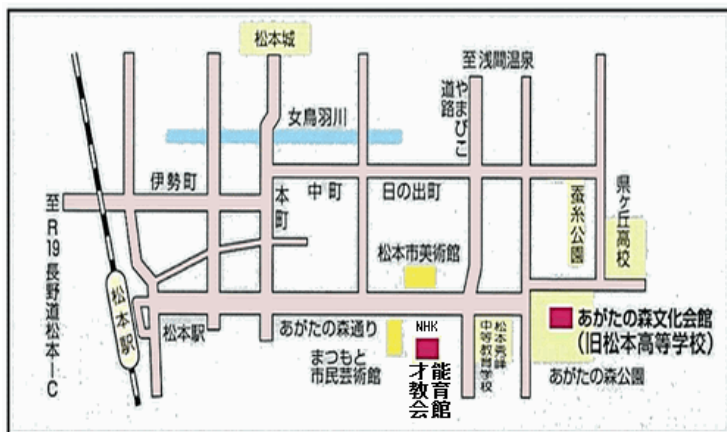 松本城
至浅間温泉
やまびこ道路
女鳥羽川
伊勢町
本町
中町
日の出町
蚕糸公園
県ヶ丘高校
至R19長野道松本IC
松本市美術館
松本駅
松本駅
あがたの森通り
NHK
まつもと
市民芸術館
才能教育会館
松本秀峰
中等教育学校
あがたの森文化会館
(旧松本高等学校)
あがたの森公園